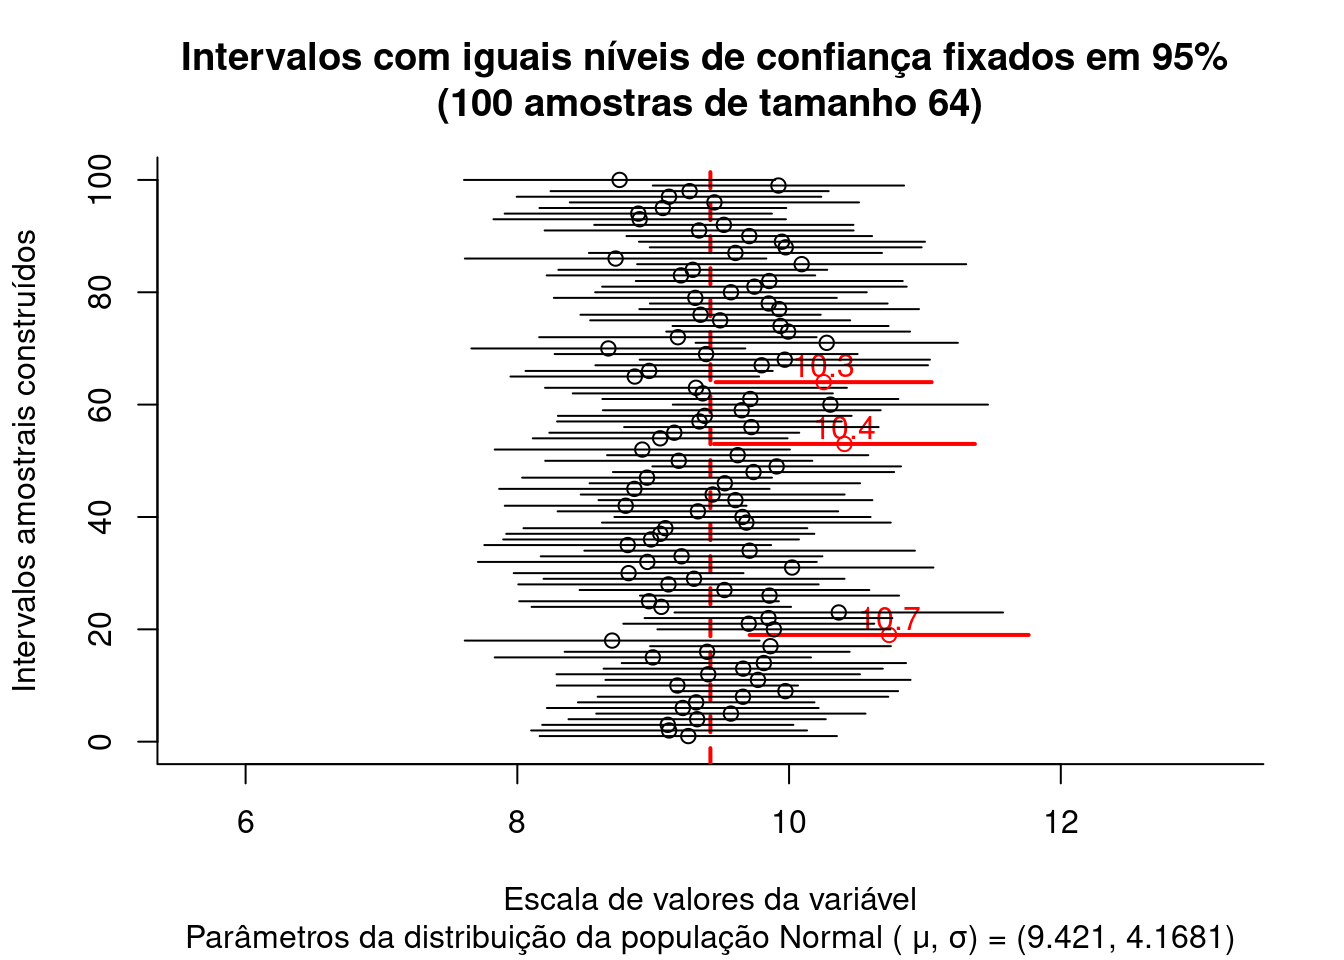 Intervalos com iguais níveis de confiança fixados em 95%
(100 amostras de tamanho 64)
Intervalos amostrais construídos
100
80
60
40
20
0
10.3
10.4
10.7
6 8 10 12
Escala de valores da variável
Parâmetros da distribuição da população Normal ( μ, σ) = (9.421, 4.1681)